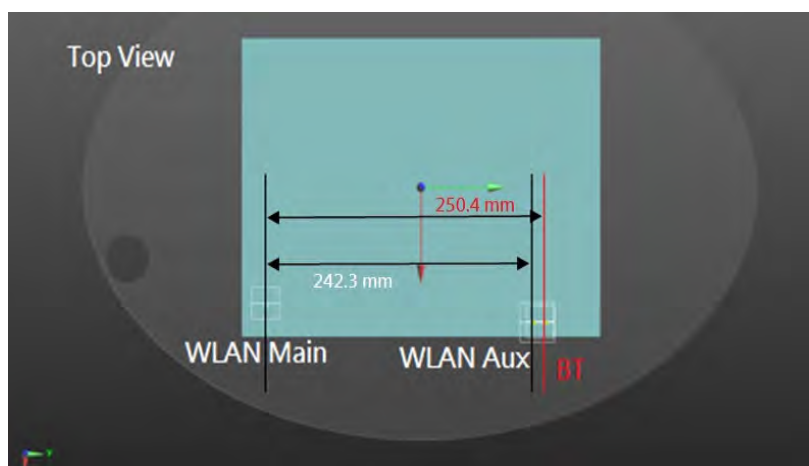 Top View
250.4 mm
242.3 mm
WLAN Main
WLAN Aux
BT